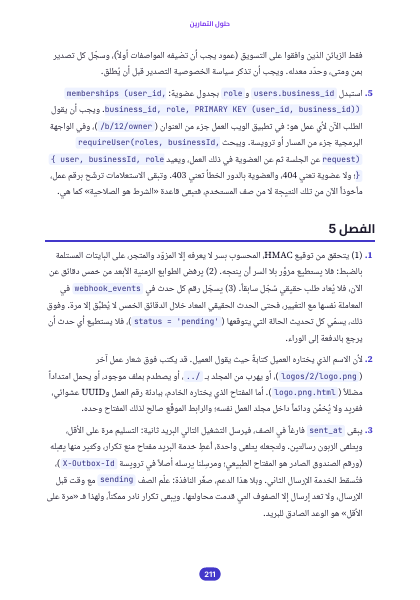 حلول التمارين
فقط الزبائن الذين وافقوا على التسويق (عمود يجب أن تضيفه المواصفات أولًا)، وسجّل كل تصدير
بمن ومتى، وحدّد معدله. ويجب أن تذكر سياسة الخصوصية التصدير قبل أن يُطلق.
5. استبدل users.business_id و role بجدول عضوية: memberships (user_id,
business_id, role, PRIMARY KEY (user_id, business_id)). ويجب أن يقول
الطلب الآن لأي عمل هو: في تطبيق الويب العمل جزء من العنوان (/b/12/owner)، وفي الواجهة
البرمجية جزء من المسار أو ترويسة. ويبحث requireUser(roles, businessId,
request) عن الجلسة ثم عن العضوية في ذلك العمل، ويعيد { user, businessId, role
}؛ ولا عضوية تعني 404، والعضوية بالدور الخطأ تعني 403. وتبقى الاستعلامات ترشّح برقم عمل،
مأخوذاً الآن من تلك النتيجة لا من صف المستخدم، فتبقى قاعدة «الشرط هو الصلاحية» كما هي.
الفصل 5
1. (1) يتحقق من توقيع HMAC، المحسوب بسر لا يعرفه إلا المزوّد والمتجر، على البايتات المستلمة
بالضبط؛ فلا يستطيع مزوّر بلا السر أن ينتجه. (2) يرفض الطوابع الزمنية الأبعد من خمس دقائق عن
الآن، فلا يُعاد طلب حقيقي سُجّل سابقاً. (3) يسجّل رقم كل حدث في webhook_events في
المعاملة نفسها مع التغيير، فحتى الحدث الحقيقي المعاد خلال الدقائق الخمس لا يُطبَّق إلا مرة. وفوق
ذلك، يسمّي كل تحديث الحالة التي يتوقعها (status = 'pending')، فلا يستطيع أي حدث أن
يرجع بالدفعة إلى الوراء.
2. لأن الاسم الذي يختاره العميل كتابةٌ حيث يقول العميل. قد يكتب فوق شعار عمل آخر
(logos/2/logo.png)، أو يهرب من المجلد بـ ../، أو يصطدم بملف موجود، أو يحمل امتداداً
مضللاً (logo.png.html). أما المفتاح الذي يختاره الخادم، ببادئة رقم العمل وUUID عشوائي،
ففريد ولا يُخمَّن ودائماً داخل مجلد العمل نفسه؛ والرابط الموقّع صالح لذلك المفتاح وحده.
3. يبقى sent_at فارغاً في الصف، فيرسل التشغيل التالي البريد ثانية: التسليم مرة على الأقل،
ويتلقى الزبون رسالتين. ولتجعله يتلقى واحدة، أعطِ خدمة البريد مفتاح منع تكرار، وكثير منها يقبله
(ورقم الصندوق الصادر هو المفتاح الطبيعي؛ ومرسِلنا يرسله أصلاً في ترويسة X-Outbox-Id)،
فتُسقط الخدمة الإرسال الثاني. وبلا هذا الدعم، صغّر النافذة: علّم الصف sending مع وقت قبل
الإرسال، ولا تعد إرسال إلا الصفوف التي قدمت محاولتها. ويبقى تكرار نادر ممكناً، ولهذا فـ «مرة على
الأقل» هو الوعد الصادق للبريد.
211